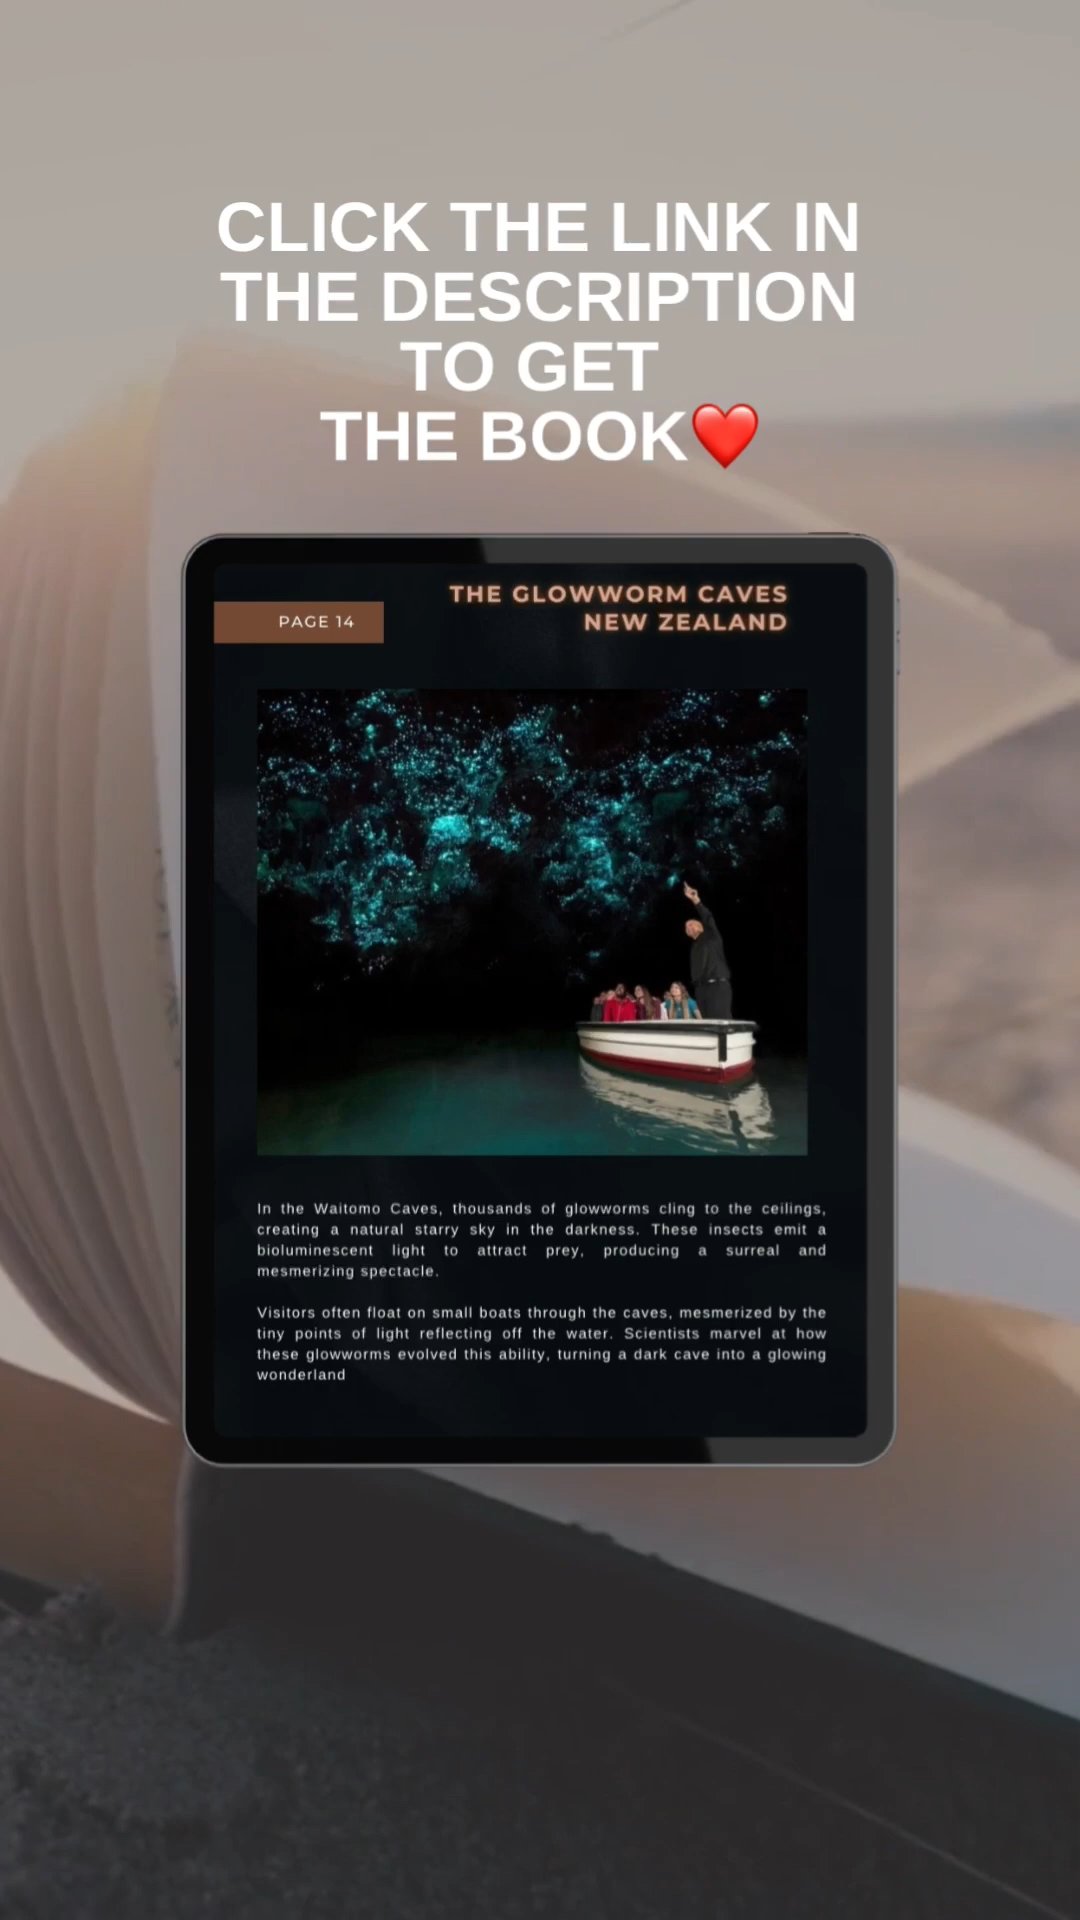 CLICK THE LINK IN
THE DESCRIPTION
TO GET
THE BOOK❤️
THE GLOWWORM CAVES
NEW ZEALAND
PAGE 14
In the Waitomo Caves, thousands of glowworms cling to the ceilings,
creating a natural starry sky in the darkness. These insects emit a
bioluminescent light to attract prey, producing a surreal and
mesmerizing spectacle.
Visitors often float on small boats through the caves, mesmerized by the
tiny points of light reflecting off the water. Scientists marvel at how
these glowworms evolved this ability, turning a dark cave into a glowing
wonderland